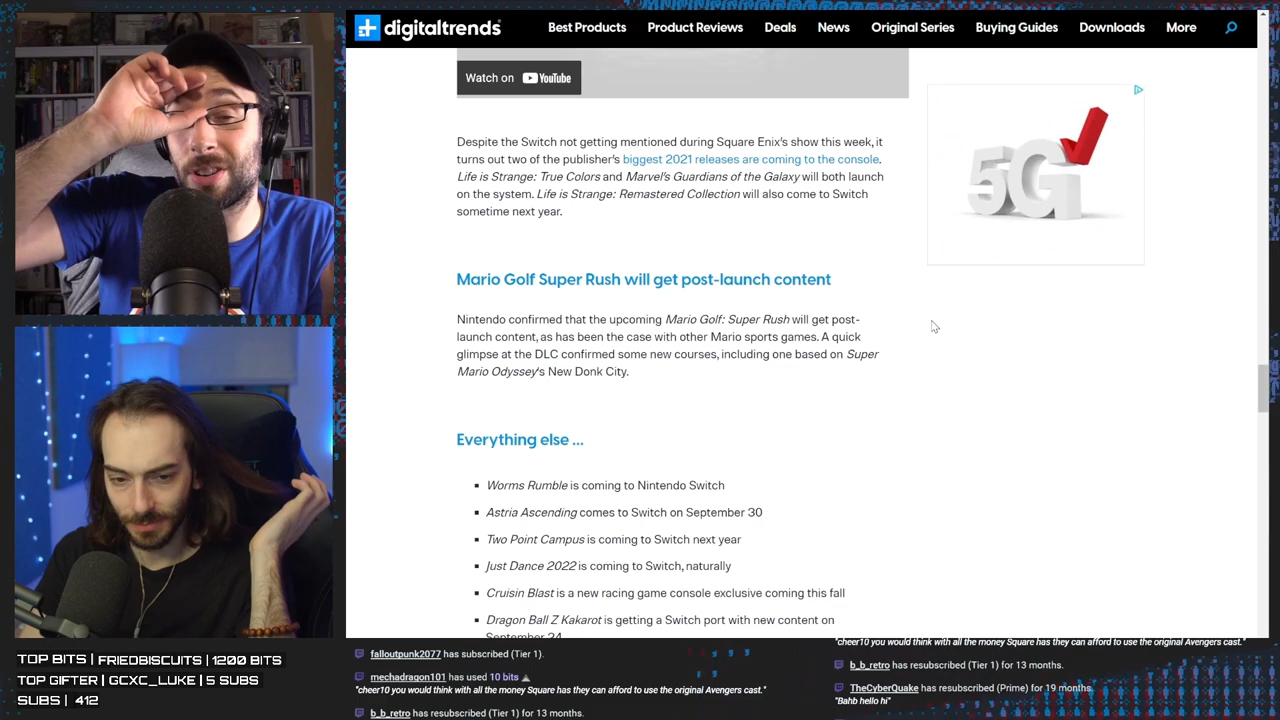 digitaltrends
Best Products Product Reviews Deals News Original Series Buying Guides Downloads More
Watch on YouTube
Despite the Switch not getting mentioned during Square Enix's show this week, it
turns out two of the publisher's biggest 2021 releases are coming to the console.
Life is Strange: True Colors and Marvel's Guardians of the Galaxy will both launch
on the system. Life is Strange: Remastered Collection will also come to Switch
sometime next year.
5G
Mario Golf Super Rush will get post-launch content
Nintendo confirmed that the upcoming Mario Golf: Super Rush will get post-
launch content, as has been the case with other Mario sports games. A quick
glimpse at the DLC confirmed some new courses, including one based on Super
Mario Odyssey's New Donk City.
Everything else ...
Worms Rumble is coming to Nintendo Switch
Astria Ascending comes to Switch on September 30
Two Point Campus is coming to Switch next year
Just Dance 2022 is coming to Switch, naturally
Cruisin Blast is a new racing game console exclusive coming this fall
Dragon Ball Z Kakarot is getting a Switch port with new content on
September 24
TOP BITS | FRIEDBISCUITS | 1200 BITS
TOP GIFTER | GCXC_LUKE | 5 SUBS
SUBS | 412
falloutpunk2077 has subscribed (Tier 1).
mechadragon101 has used 10 bits
"cheer10 you would think with all the money Square has they can afford to use the original Avengers cast."
b_b_retro has resubscribed (Tier 1) for 13 months.
"cheer10 you would think with all the money Square has they can afford to use the original Avengers cast."
b_b_retro has resubscribed (Tier 1) for 13 months.
TheCyberQuake has resubscribed (Prime) for 19 months.
"Bahb hello hi"